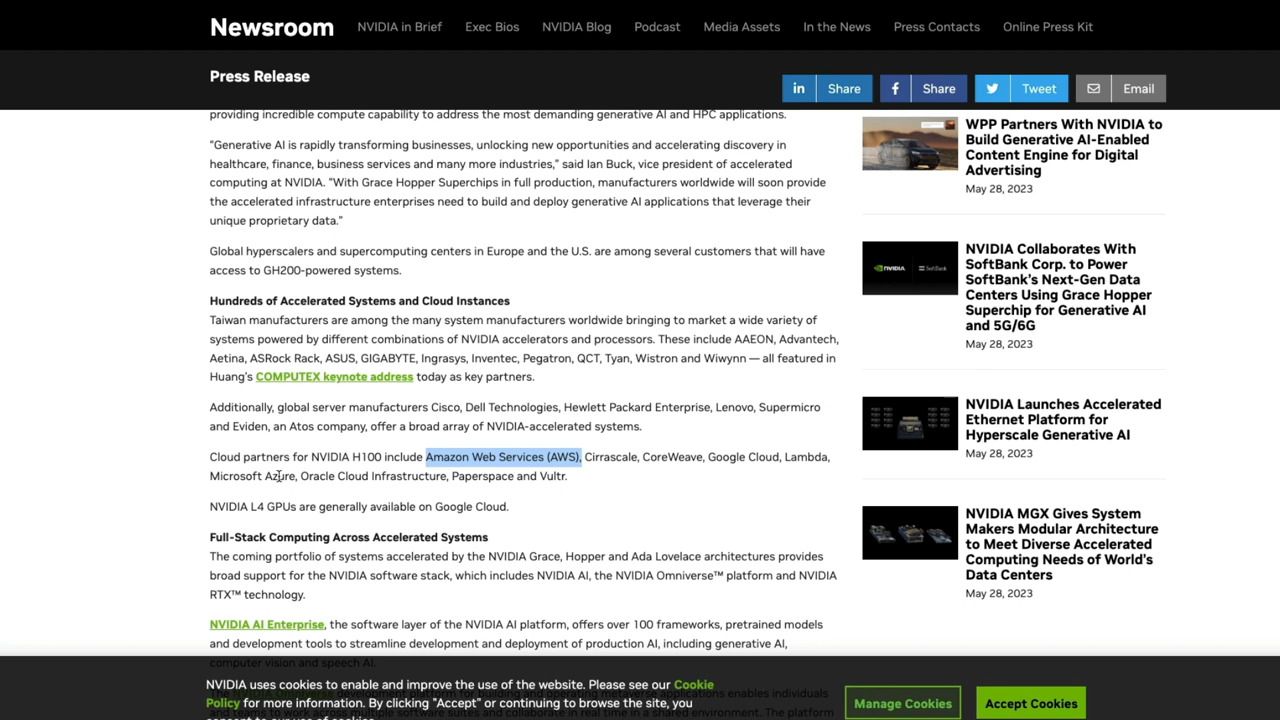 Newsroom
NVIDIA in Brief
Exec Bios
NVIDIA Blog
Podcast
Media Assets
In the News
Press Contacts
Online Press Kit
Press Release
Share
Share
Tweet
Email
providing incredible compute capability to address the most demanding generative AI and HPC applications.
"Generative AI is rapidly transforming businesses, unlocking new opportunities and accelerating discovery in
healthcare, finance, business services and many more industries," said Ian Buck, vice president of accelerated
computing at NVIDIA. "With Grace Hopper Superchips in full production, manufacturers worldwide will soon provide
the accelerated infrastructure enterprises need to build and deploy generative AI applications that leverage their
unique proprietary data."
Global hyperscalers and supercomputing centers in Europe and the U.S. are among several customers that will have
access to GH200-powered systems.
Hundreds of Accelerated Systems and Cloud Instances
Taiwan manufacturers are among the many system manufacturers worldwide bringing to market a wide variety of
systems powered by different combinations of NVIDIA accelerators and processors. These include AAEON, Advantech,
Aetina, ASRock Rack, ASUS, GIGABYTE, Ingrasys, Inventec, Pegatron, QCT, Tyan, Wistron and Wiwynn — all featured in
Huang's COMPUTEX keynote address today as key partners.
Additionally, global server manufacturers Cisco, Dell Technologies, Hewlett Packard Enterprise, Lenovo, Supermicro
and Eviden, an Atos company, offer a broad array of NVIDIA-accelerated systems.
Cloud partners for NVIDIA H100 include Amazon Web Services (AWS), Cirrascale, CoreWeave, Google Cloud, Lambda,
Microsoft Azure, Oracle Cloud Infrastructure, Paperspace and Vultr.
NVIDIA L4 GPUs are generally available on Google Cloud.
Full-Stack Computing Across Accelerated Systems
The coming portfolio of systems accelerated by the NVIDIA Grace, Hopper and Ada Lovelace architectures provides
broad support for the NVIDIA software stack, which includes NVIDIA AI, the NVIDIA Omniverse™ platform and NVIDIA
RTX™ technology.
NVIDIA AI Enterprise, the software layer of the NVIDIA AI platform, offers over 100 frameworks, pretrained models
and development tools to streamline development and deployment of production AI, including generative AI,
computer vision and speech AI.
WPP Partners With NVIDIA to
Build Generative AI-Enabled
Content Engine for Digital
Advertising
May 28, 2023
NVIDIA
SoftBank
NVIDIA Collaborates With
SoftBank Corp. to Power
SoftBank's Next-Gen Data
Centers Using Grace Hopper
Superchip for Generative AI
and 5G/6G
May 28, 2023
NVIDIA Launches Accelerated
Ethernet Platform for
Hyperscale Generative AI
May 28, 2023
NVIDIA MGX Gives System
Makers Modular Architecture
to Meet Diverse Accelerated
Computing Needs of World's
Data Centers
May 28, 2023
NVIDIA uses cookies to enable and improve the use of the website. Please see our Cookie
Policy for more information. By clicking "Accept" or continuing to browse the site, you
Manage Cookies
Accept Cookies